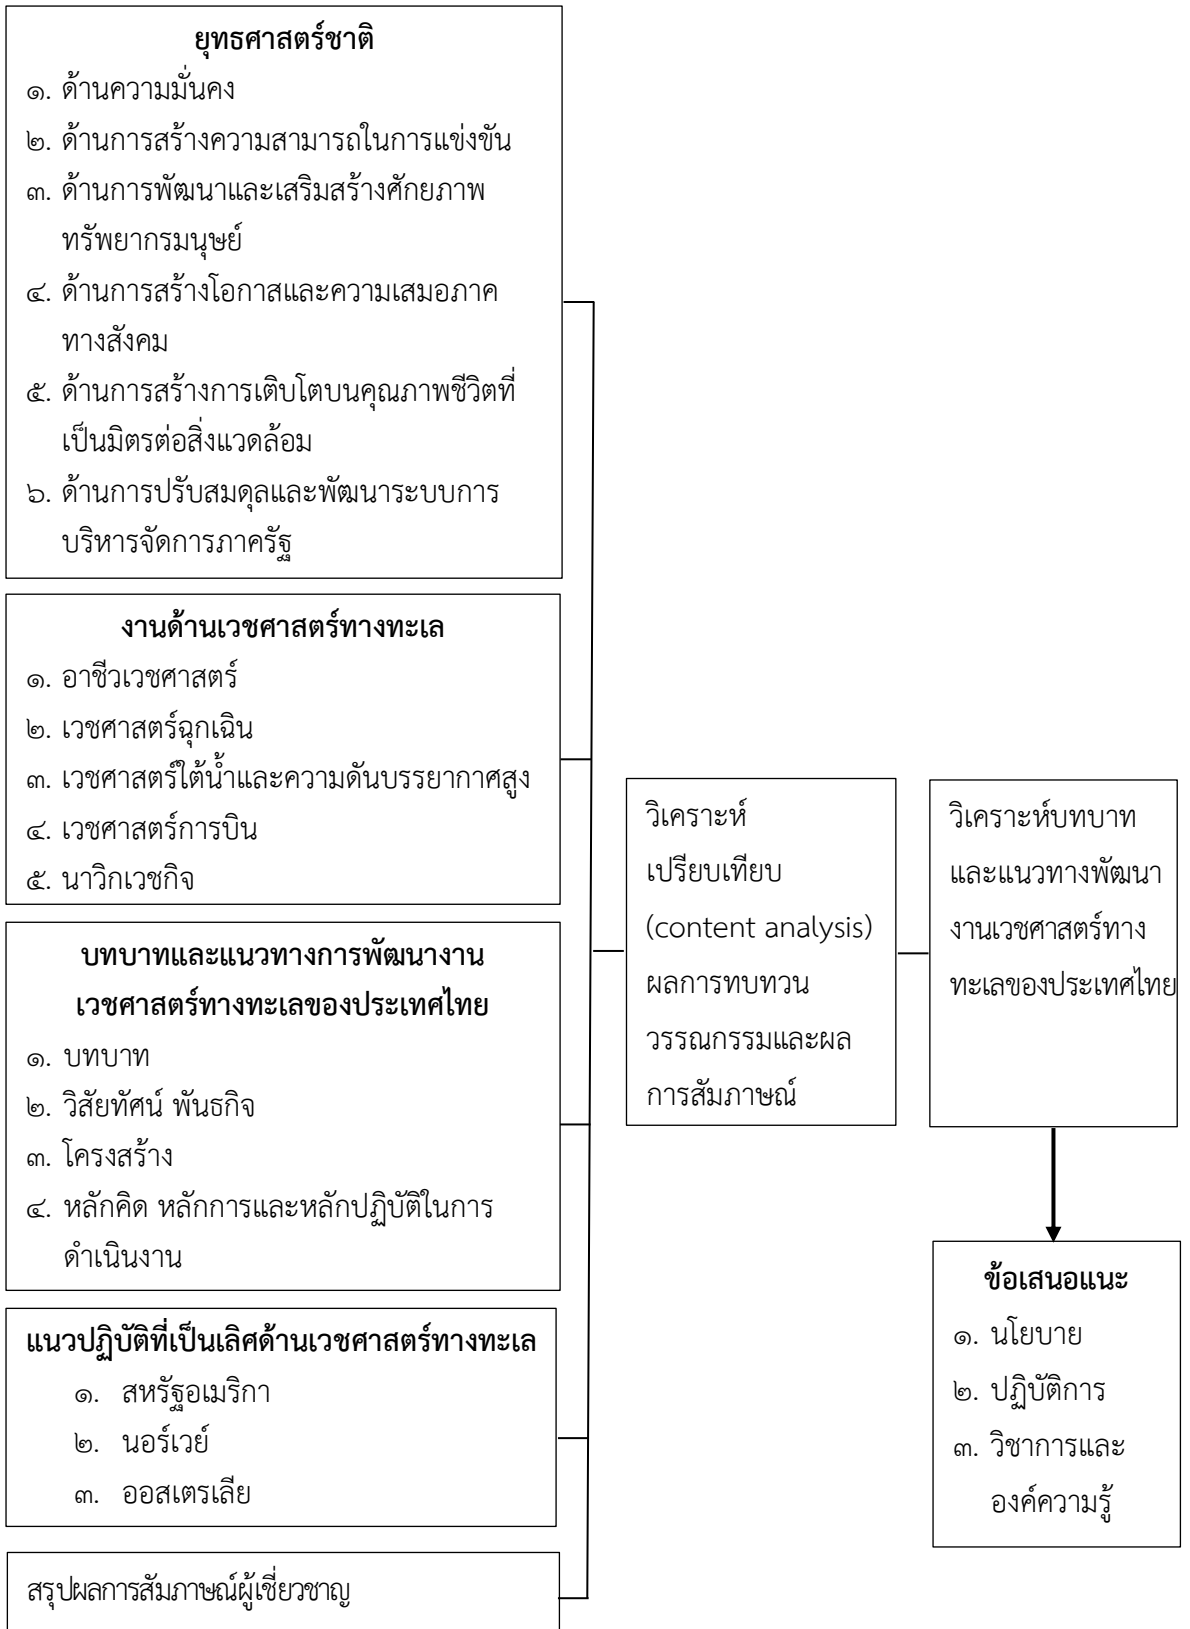 ยุทธศาสตร์ชาติ
๑. ด้านความมั่นคง
๒. ด้านการสร้างความสามารถในการแข่งขัน
๓. ด้านการพัฒนาและเสริมสร้างศักยภาพ
ทรัพยากรมนุษย์
๔. ด้านการสร้างโอกาสและความเสมอภาค
ทางสังคม
๕. ด้านการสร้างการเติบโตบนคุณภาพชีวิตที่
เป็นมิตรต่อสิ่งแวดล้อม
๖. ด้านการปรับสมดุลและพัฒนาระบบการ
บริหารจัดการภาครัฐ
งานด้านเวชศาสตร์ทางทะเล
๑. อาชีวเวชศาสตร์
๒. เวชศาสตร์ฉุกเฉิน
๓. เวชศาสตร์ใต้น้ำและความดันบรรยากาศสูง
๔. เวชศาสตร์การบิน
๕. นาวิกเวชกิจ
บทบาทและแนวทางการพัฒนางาน
เวชศาสตร์ทางทะเลของประเทศไทย
๑. บทบาท
๒. วิสัยทัศน์ พันธกิจ
๓. โครงสร้าง
๔. หลักคิด หลักการและหลักปฏิบัติในการ
ดำเนินงาน
แนวปฏิบัติที่เป็นเลิศด้านเวชศาสตร์ทางทะเล
๑. สหรัฐอเมริกา
๒. นอร์เวย์
๓. ออสเตรเลีย
สรุปผลการสัมภาษณ์ผู้เชี่ยวชาญ
วิเคราะห์
เปรียบเทียบ
(content analysis)
ผลการทบทวน
วรรณกรรมและผล
การสัมภาษณ์
วิเคราะห์บทบาท
และแนวทางพัฒนา
งานเวชศาสตร์ทาง
ทะเลของประเทศไทย
ข้อเสนอแนะ
๑. นโยบาย
๒. ปฏิบัติการ
๓. วิชาการและ
องค์ความรู้